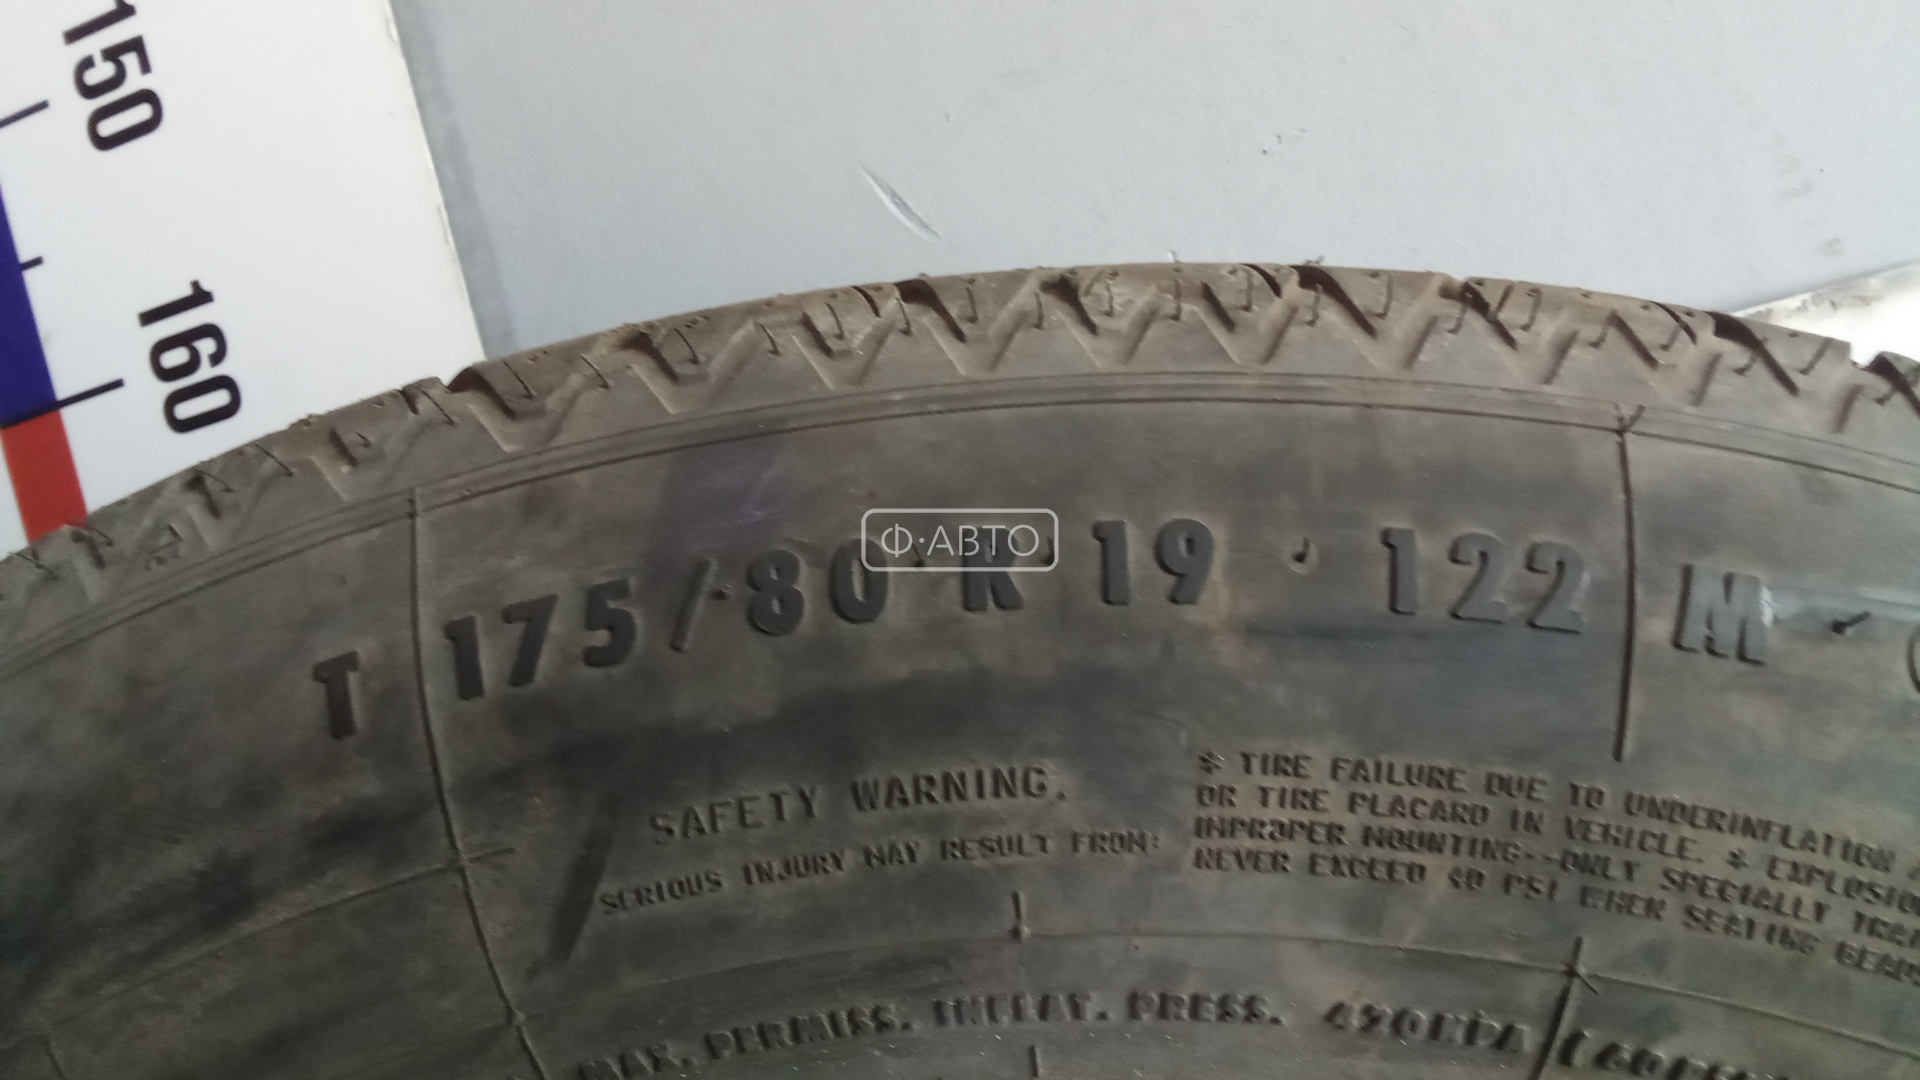 150
160
Ф·АВТО
T 175/80 R 19 122 M
SAFETY WARNING.
SERIOUS INJURY MAY RESULT FROM:
* TIRE FAILURE DUE TO UNDERINFLATION
OR TIRE PLACARD IN VEHICLE. * EXPLOSION
IMPROPER MOUNTING--ONLY SPECIALLY
NEVER EXCEED 40 PSI WHEN SEATING BEADS
MAX. PERMISS. INFLAT. PRESS. 420KPA (60PSI